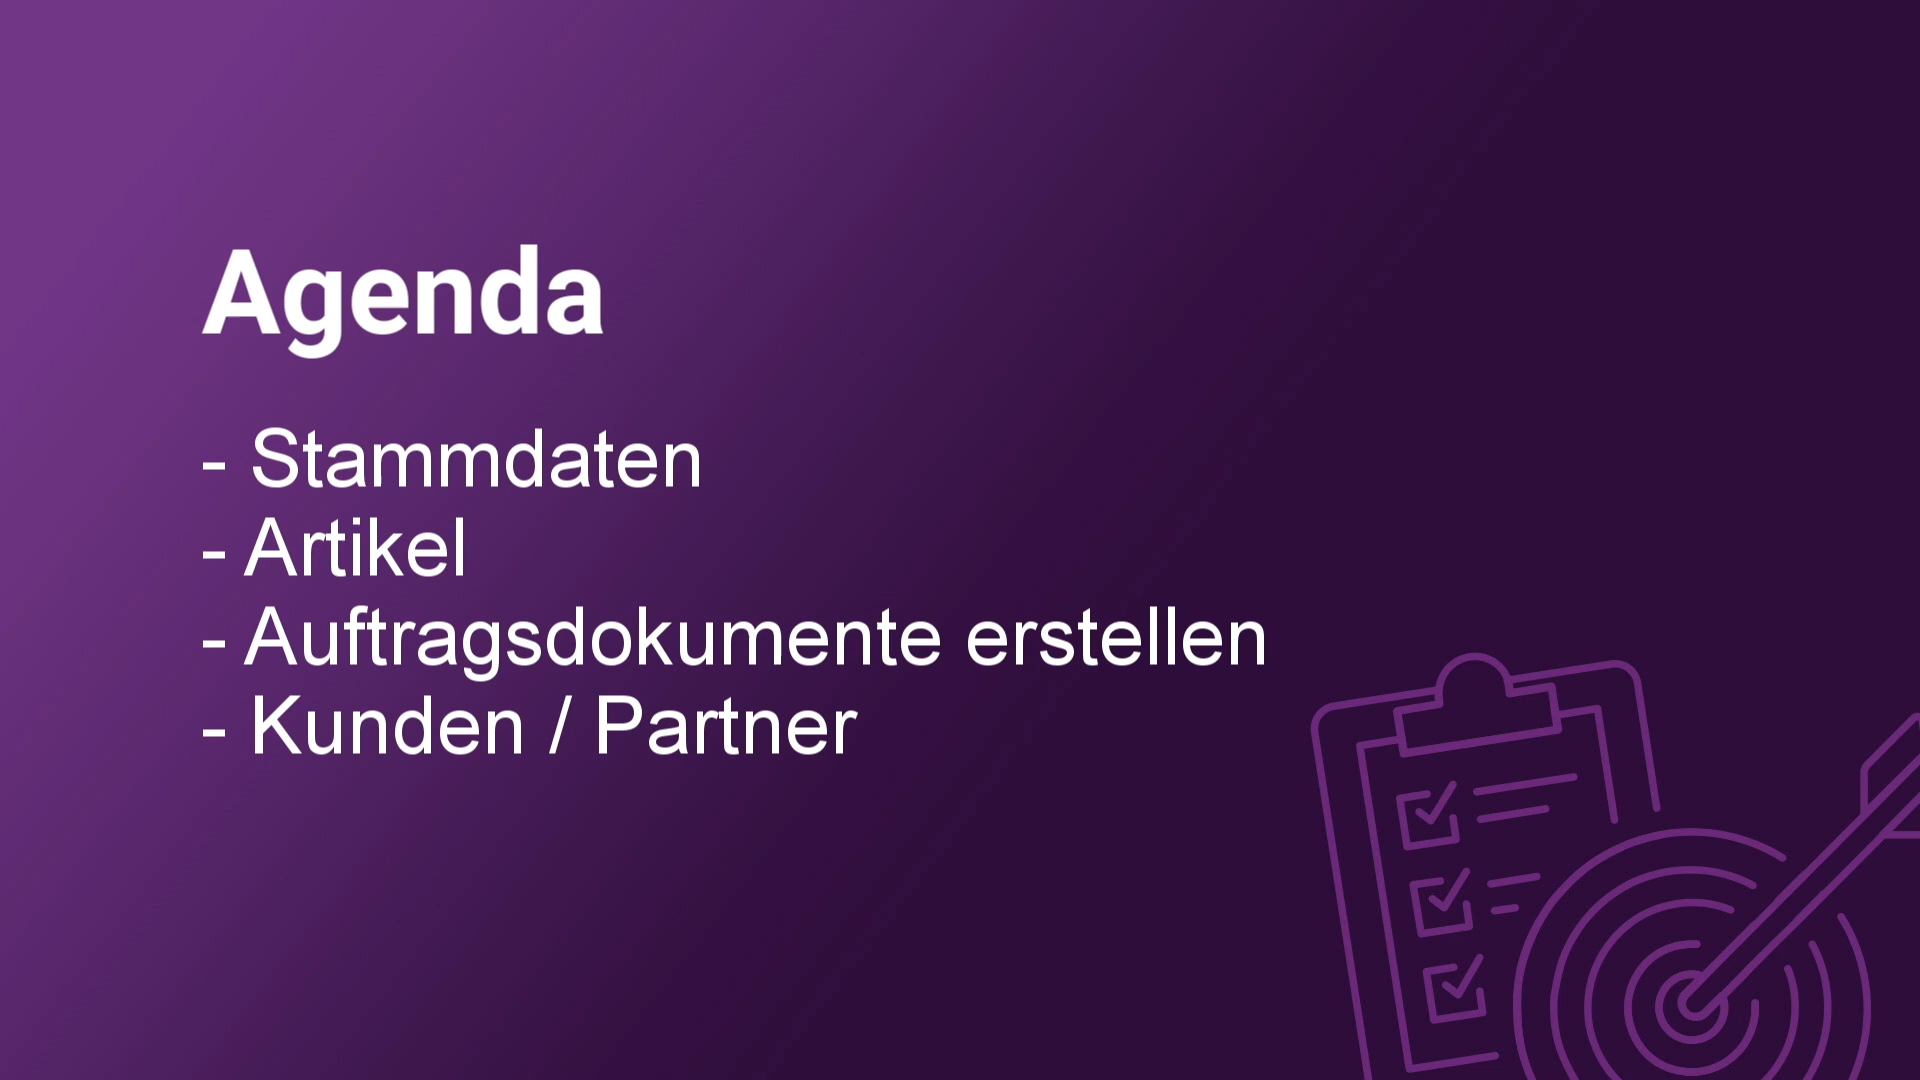 Agenda
- Stammdaten
- Artikel
- Auftragsdokumente erstellen
- Kunden / Partner